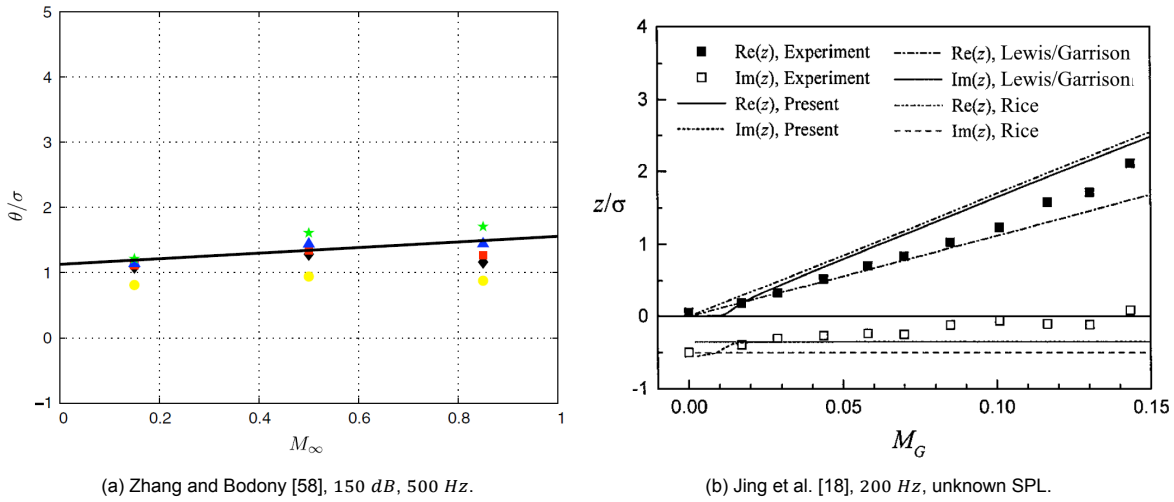 5
4
3
2
1
0
−1
θ/σ
0
0.2
0.4
0.6
0.8
1
M∞
(a) Zhang and Bodony [58], 150 dB, 500 Hz.
4
3
2
1
0
-1
z/σ
Re(z), Experiment
Im(z), Experiment
Re(z), Present
Im(z), Present
Re(z), Lewis/Garrison
Im(z), Lewis/Garrison
Re(z), Rice
Im(z), Rice
0.00
0.05
0.10
0.15
M_G
(b) Jing et al. [18], 200 Hz, unknown SPL.